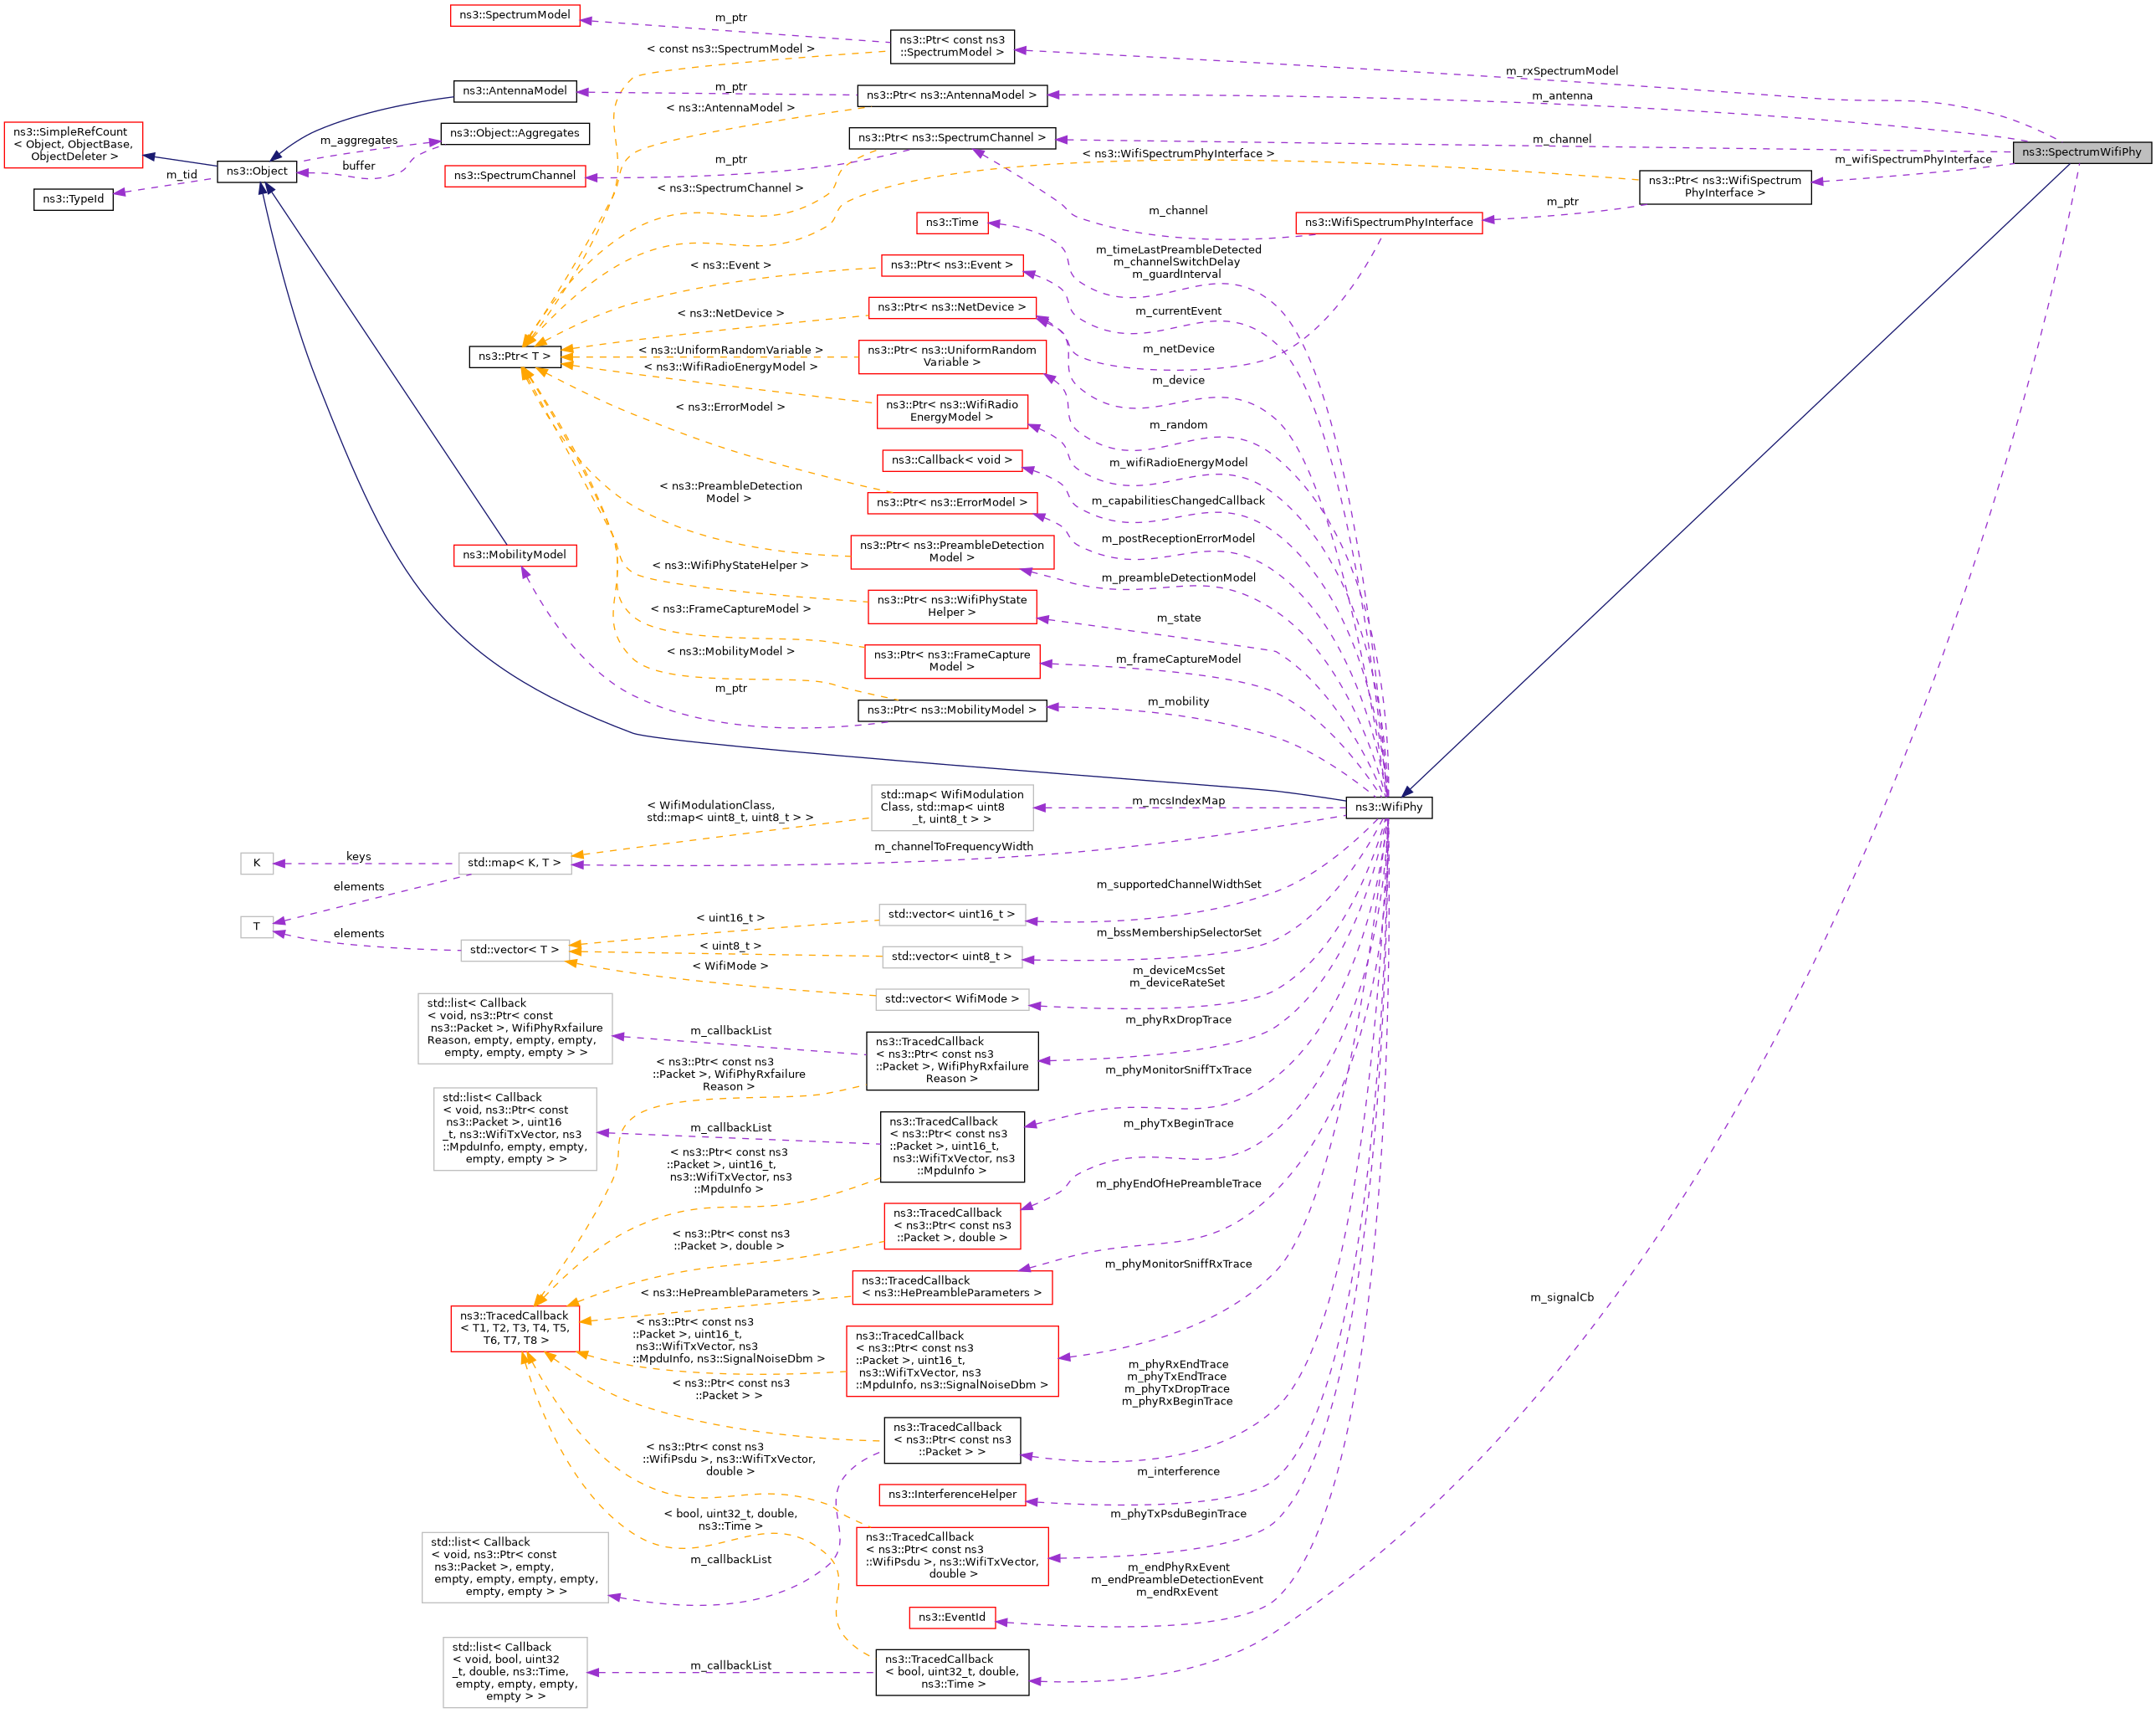 ns3::SpectrumModel
m_ptr
ns3::Ptr< const ns3
::SpectrumModel >
< const ns3::SpectrumModel >
m_rxSpectrumModel
ns3::AntennaModel
m_ptr
ns3::Ptr< ns3::AntennaModel >
m_antenna
< ns3::AntennaModel >
ns3::SimpleRefCount
< Object, ObjectBase,
ObjectDeleter >
m_aggregates
ns3::Object::Aggregates
buffer
ns3::Object
m_tid
ns3::TypeId
ns3::Ptr< ns3::SpectrumChannel >
m_channel
ns3::SpectrumWifiPhy
m_ptr
ns3::SpectrumChannel
< ns3::WifiSpectrumPhyInterface >
m_wifiSpectrumPhyInterface
< ns3::SpectrumChannel >
ns3::Ptr< ns3::WifiSpectrum
PhyInterface >
m_ptr
m_channel
ns3::WifiSpectrumPhyInterface
ns3::Time
m_timeLastPreambleDetected
m_channelSwitchDelay
m_guardInterval
< ns3::Event >
ns3::Ptr< ns3::Event >
m_currentEvent
< ns3::NetDevice >
ns3::Ptr< ns3::NetDevice >
m_netDevice
ns3::Ptr< T >
< ns3::UniformRandomVariable >
ns3::Ptr< ns3::UniformRandom
Variable >
< ns3::WifiRadioEnergyModel >
m_device
ns3::Ptr< ns3::WifiRadio
EnergyModel >
< ns3::ErrorModel >
m_random
ns3::Callback< void >
m_wifiRadioEnergyModel
< ns3::PreambleDetection
Model >
ns3::Ptr< ns3::ErrorModel >
m_capabilitiesChangedCallback
ns3::MobilityModel
ns3::Ptr< ns3::PreambleDetection
Model >
m_postReceptionErrorModel
< ns3::WifiPhyStateHelper >
m_preambleDetectionModel
ns3::Ptr< ns3::WifiPhyState
Helper >
< ns3::FrameCaptureModel >
m_state
< ns3::MobilityModel >
ns3::Ptr< ns3::FrameCapture
Model >
m_frameCaptureModel
m_ptr
ns3::Ptr< ns3::MobilityModel >
m_mobility
< WifiModulationClass,
std::map< uint8_t, uint8_t > >
std::map< WifiModulation
Class, std::map< uint8
_t, uint8_t > >
m_mcsIndexMap
ns3::WifiPhy
K
keys
std::map< K, T >
m_channelToFrequencyWidth
elements
m_supportedChannelWidthSet
T
< uint16_t >
std::vector< uint16_t >
elements
std::vector< T >
< uint8_t >
std::vector< uint8_t >
m_bssMembershipSelectorSet
< WifiMode >
std::vector< WifiMode >
m_deviceMcsSet
m_deviceRateSet
std::list< Callback
< void, ns3::Ptr< const
ns3::Packet >, WifiPhyRxfailure
Reason, empty, empty, empty,
empty, empty, empty > >
m_callbackList
ns3::TracedCallback
< ns3::Ptr< const ns3
::Packet >, WifiPhyRxfailure
Reason >
m_phyRxDropTrace
< ns3::Ptr< const ns3
::Packet >, WifiPhyRxfailure
Reason >
m_phyMonitorSniffTxTrace
std::list< Callback
< void, ns3::Ptr< const
ns3::Packet >, uint16
_t, ns3::WifiTxVector, ns3
::MpduInfo, empty, empty,
empty, empty > >
m_callbackList
ns3::TracedCallback
< ns3::Ptr< const ns3
::Packet >, uint16_t,
ns3::WifiTxVector, ns3
::MpduInfo >
m_phyTxBeginTrace
< ns3::Ptr< const ns3
::Packet >, uint16_t,
ns3::WifiTxVector, ns3
::MpduInfo >
m_phyEndOfHePreambleTrace
< ns3::Ptr< const ns3
::Packet >, double >
ns3::TracedCallback
< ns3::Ptr< const ns3
::Packet >, double >
m_phyMonitorSniffRxTrace
< ns3::HePreambleParameters >
ns3::TracedCallback
< ns3::HePreambleParameters >
m_signalCb
ns3::TracedCallback
< T1, T2, T3, T4, T5,
T6, T7, T8 >
< ns3::Ptr< const ns3
::Packet >, uint16_t,
ns3::WifiTxVector, ns3
::MpduInfo, ns3::SignalNoiseDbm >
ns3::TracedCallback
< ns3::Ptr< const ns3
::Packet >, uint16_t,
ns3::WifiTxVector, ns3
::MpduInfo, ns3::SignalNoiseDbm >
m_phyRxEndTrace
m_phyTxEndTrace
m_phyTxDropTrace
m_phyRxBeginTrace
< ns3::Ptr< const ns3
::Packet > >
ns3::TracedCallback
< ns3::Ptr< const ns3
::Packet > >
< ns3::Ptr< const ns3
::WifiPsdu >, ns3::WifiTxVector,
double >
m_interference
ns3::InterferenceHelper
< bool, uint32_t, double,
ns3::Time >
m_phyTxPsduBeginTrace
ns3::TracedCallback
< ns3::Ptr< const ns3
::WifiPsdu >, ns3::WifiTxVector,
double >
std::list< Callback
< void, ns3::Ptr< const
ns3::Packet >, empty,
empty, empty, empty, empty,
empty, empty > >
m_callbackList
m_endPhyRxEvent
m_endPreambleDetectionEvent
m_endRxEvent
ns3::EventId
std::list< Callback
< void, bool, uint32
_t, double, ns3::Time,
empty, empty, empty,
empty > >
m_callbackList
ns3::TracedCallback
< bool, uint32_t, double,
ns3::Time >